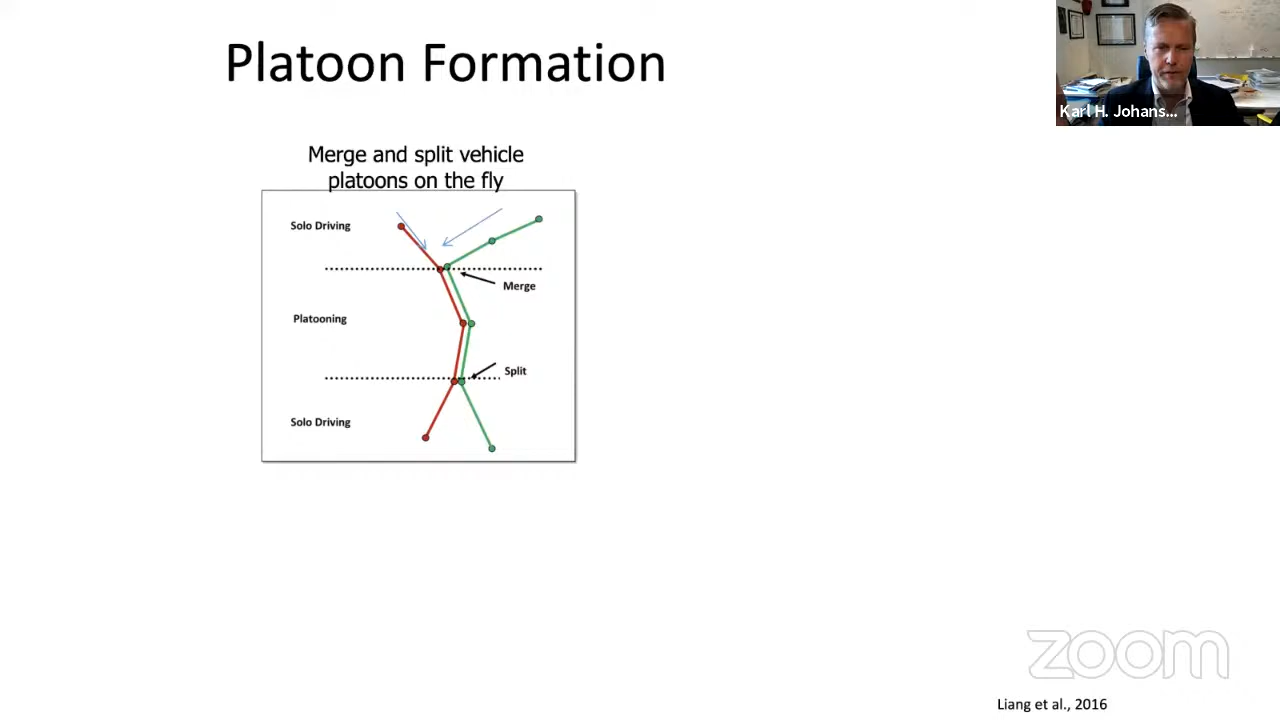 Platoon Formation
Karl H. Johans...
Merge and split vehicle
platoons on the fly
Solo Driving
Merge
Platooning
Split
Solo Driving
zoom
Liang et al., 2016